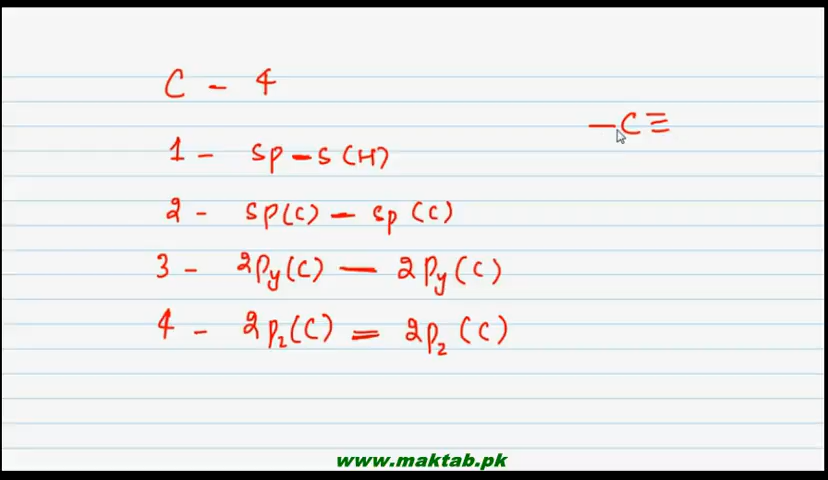 C - 4
-C≡
1 - sp-s (H)
2 - sp(C) - sp (C)
3 - 2py(C) - 2py(C)
4 - 2pz(C) = 2pz (C)
www.maktab.pk